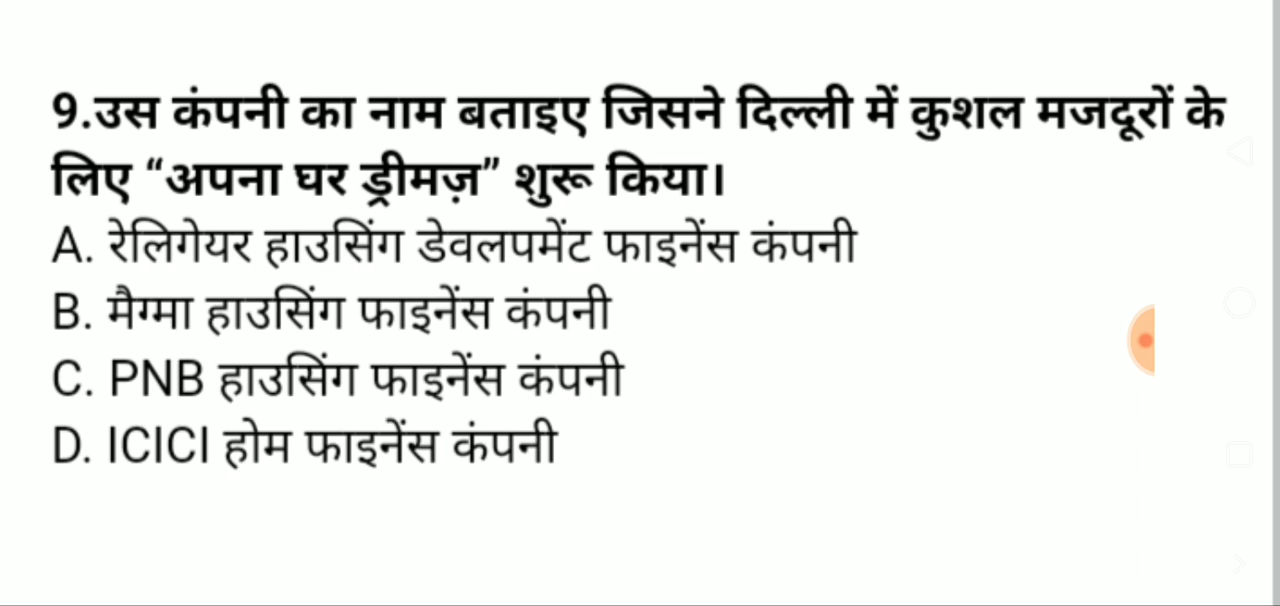 9.उस कंपनी का नाम बताइए जिसने दिल्ली में कुशल मजदूरों के
लिए “अपना घर ड्रीमज़” शुरू किया।
A. रेलिगेयर हाउसिंग डेवलपमेंट फाइनेंस कंपनी
B. मैग्मा हाउसिंग फाइनेंस कंपनी
C. PNB हाउसिंग फाइनेंस कंपनी
D. ICICI होम फाइनेंस कंपनी